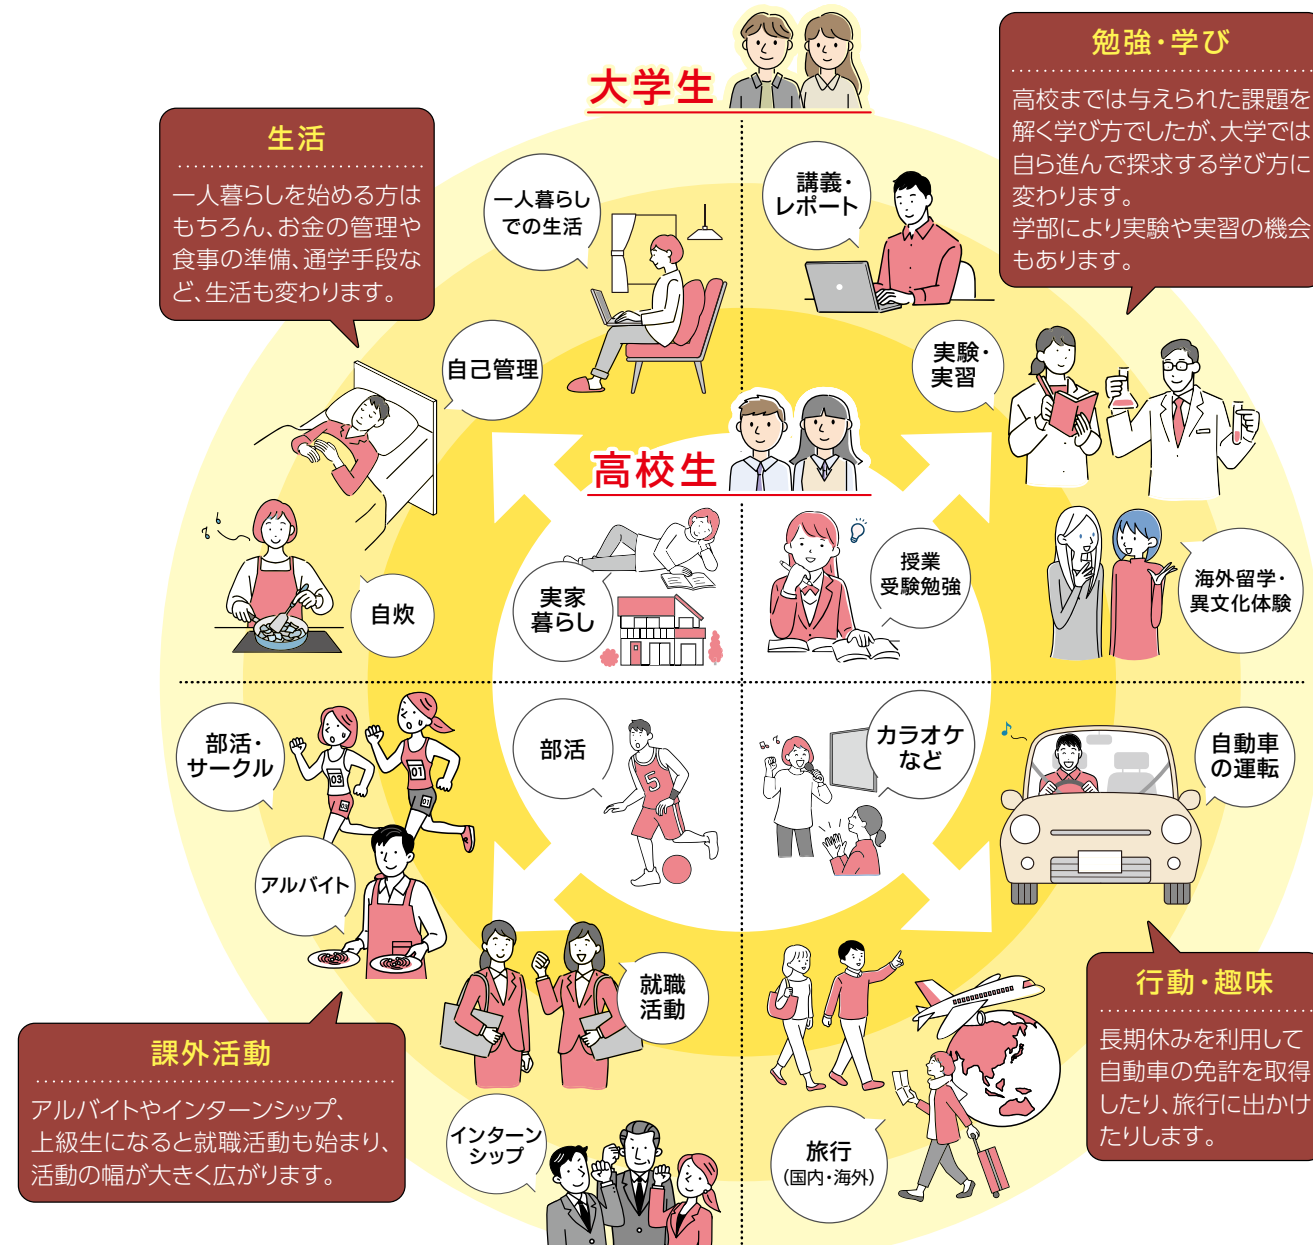 大学生
勉強・学び
高校までは与えられた課題を
解く学び方でしたが、大学では
自ら進んで探求する学び方に
変わります。
学部により実験や実習の機会
もあります。
生活
一人暮らしを始める方は
もちろん、お金の管理や
食事の準備、通学手段な
ど、生活も変わります。
一人暮らし
での生活
講義・
レポート
自己管理
実験・
実習
高校生
自炊
実家
暮らし
授業
受験勉強
海外留学・
異文化体験
部活・
サークル
03
01
03
01
部活
5
カラオケ
など
自動車
の運転
アルバイト
就職
活動
行動・趣味
長期休みを利用して
自動車の免許を取得
したり、旅行に出かけ
たりします。
課外活動
アルバイトやインターンシップ、
上級生になると就職活動も始まり、
活動の幅が大きく広がります。
インターン
シップ
旅行
(国内・海外)